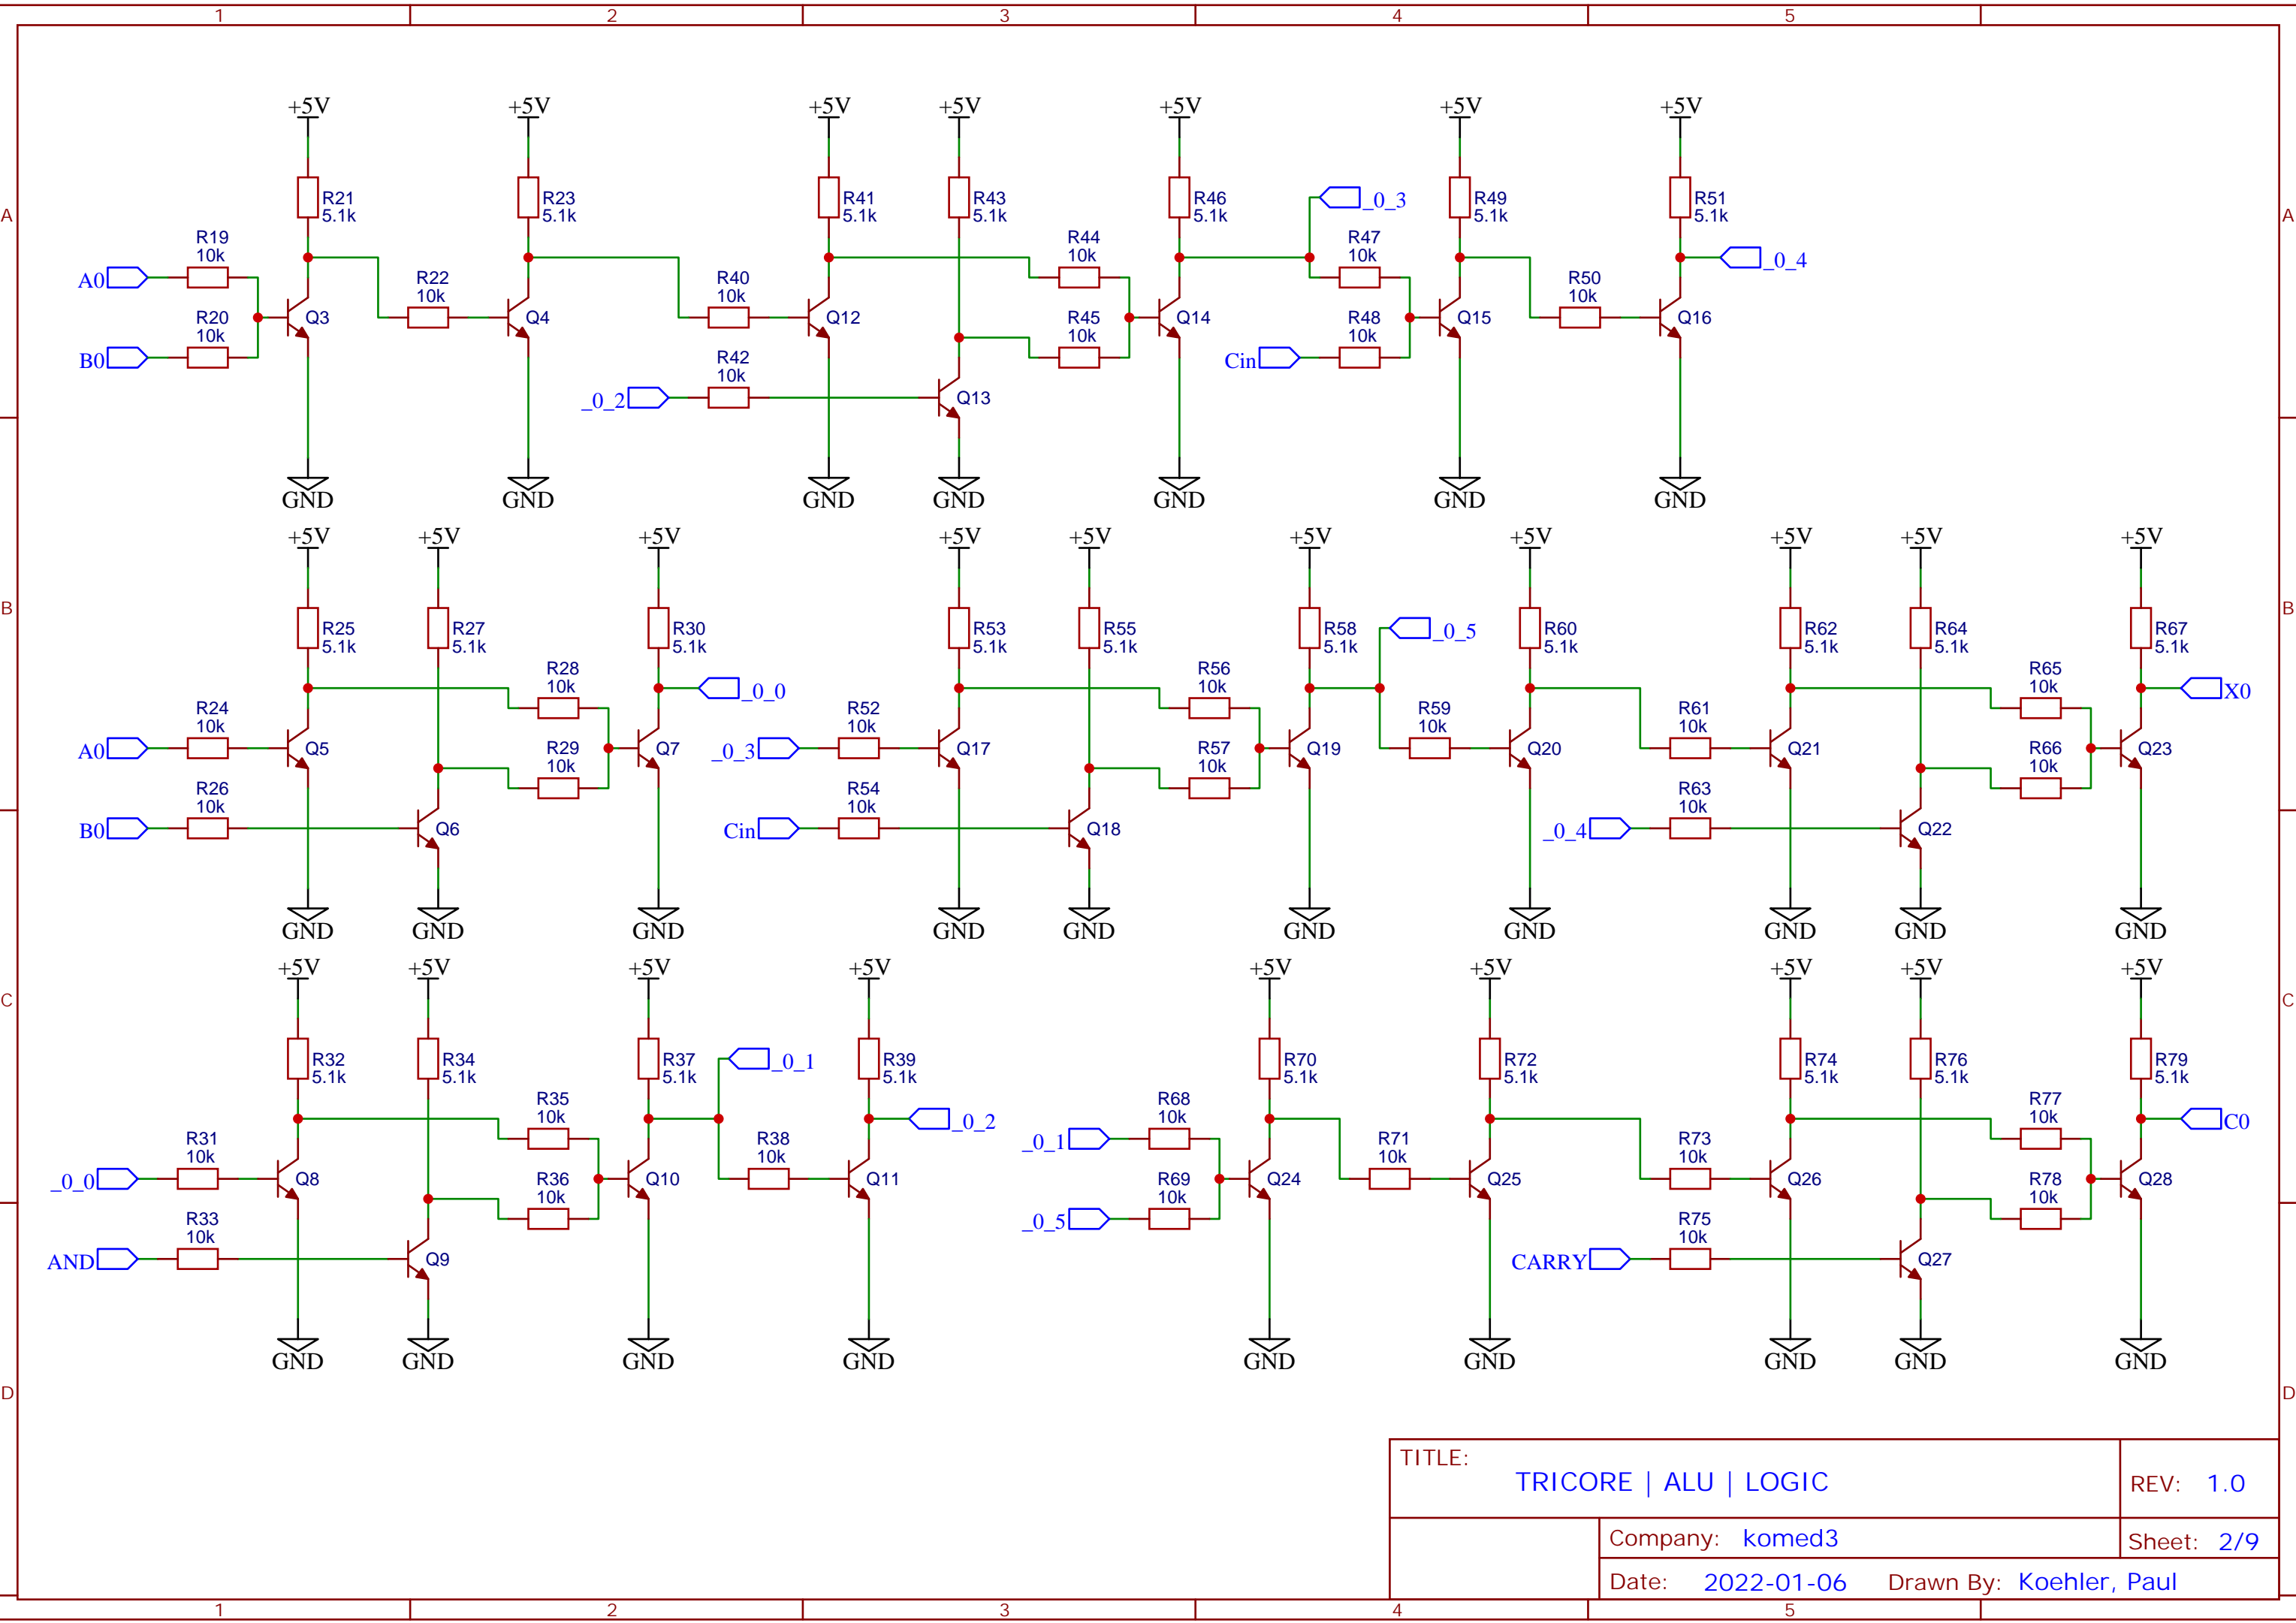 1 2 3 4 5
+5V +5V +5V +5V +5V +5V +5V
A R21 R23 R41 R43 R46 _0_3 R49 R51 A
5.1k 5.1k 5.1k 5.1k 5.1k 5.1k 5.1k
R19 R44 R47
10k 10k 10k
A0 R22 R40 R50 _0_4
10k 10k 10k
R20 Q3 Q4 Q12 R45 Q14 R48 Q15 Q16
10k 10k 10k
B0 R42 Cin
10k
_0_2 Q13
GND GND GND GND GND GND GND
+5V +5V +5V +5V +5V +5V +5V +5V +5V +5V
B R25 R27 R30 R53 R55 R58 _0_5 R60 R62 R64 R67 B
5.1k 5.1k 5.1k 5.1k 5.1k 5.1k 5.1k 5.1k 5.1k 5.1k
R28 R56 R65
10k _0_0 10k 10k X0
R24 R52 R59 R61
10k 10k 10k 10k
A0 Q5 R29 Q7 _0_3 Q17 R57 Q19 Q20 Q21 R66 Q23
10k 10k 10k
R26 R54 R63
10k 10k 10k
B0 Q6 Cin Q18 _0_4 Q22
GND GND GND GND GND GND GND GND GND GND
+5V +5V +5V +5V +5V +5V +5V +5V +5V
C C
R32 R34 R37 _0_1 R39 R70 R72 R74 R76 R79
5.1k 5.1k 5.1k 5.1k 5.1k 5.1k 5.1k 5.1k 5.1k
R35 R68 R77
10k _0_2 10k 10k C0
R31 R38 _0_1 R71 R73
10k 10k 10k 10k
_0_0 Q8 R36 Q10 Q11 R69 Q24 Q25 Q26 R78 Q28
10k 10k 10k
R33 _0_5 R75
10k 10k
AND Q9 CARRY Q27
GND GND GND GND GND GND GND GND GND
D D
TITLE:
TRICORE | ALU | LOGIC REV: 1.0
Company: komed3 Sheet: 2/9
Date: 2022-01-06 Drawn By: Koehler, Paul
1 2 3 4 5